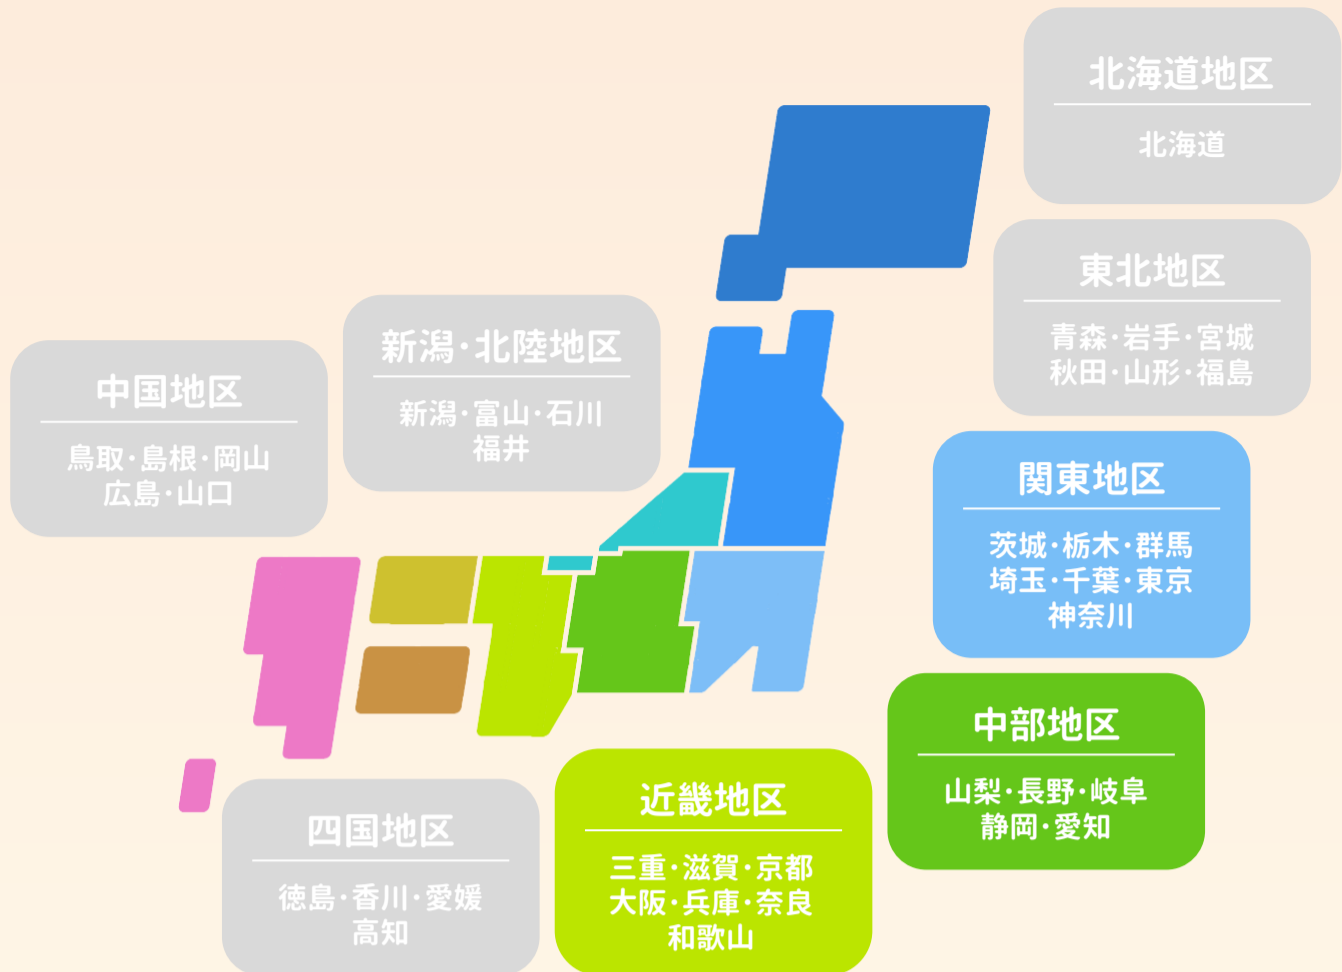 北海道地区
北海道
東北地区
青森・岩手・宮城
秋田・山形・福島
新潟・北陸地区
新潟・富山・石川
福井
中国地区
鳥取・島根・岡山
広島・山口
関東地区
茨城・栃木・群馬
埼玉・千葉・東京
神奈川
中部地区
山梨・長野・岐阜
静岡・愛知
近畿地区
三重・滋賀・京都
大阪・兵庫・奈良
和歌山
四国地区
徳島・香川・愛媛
高知